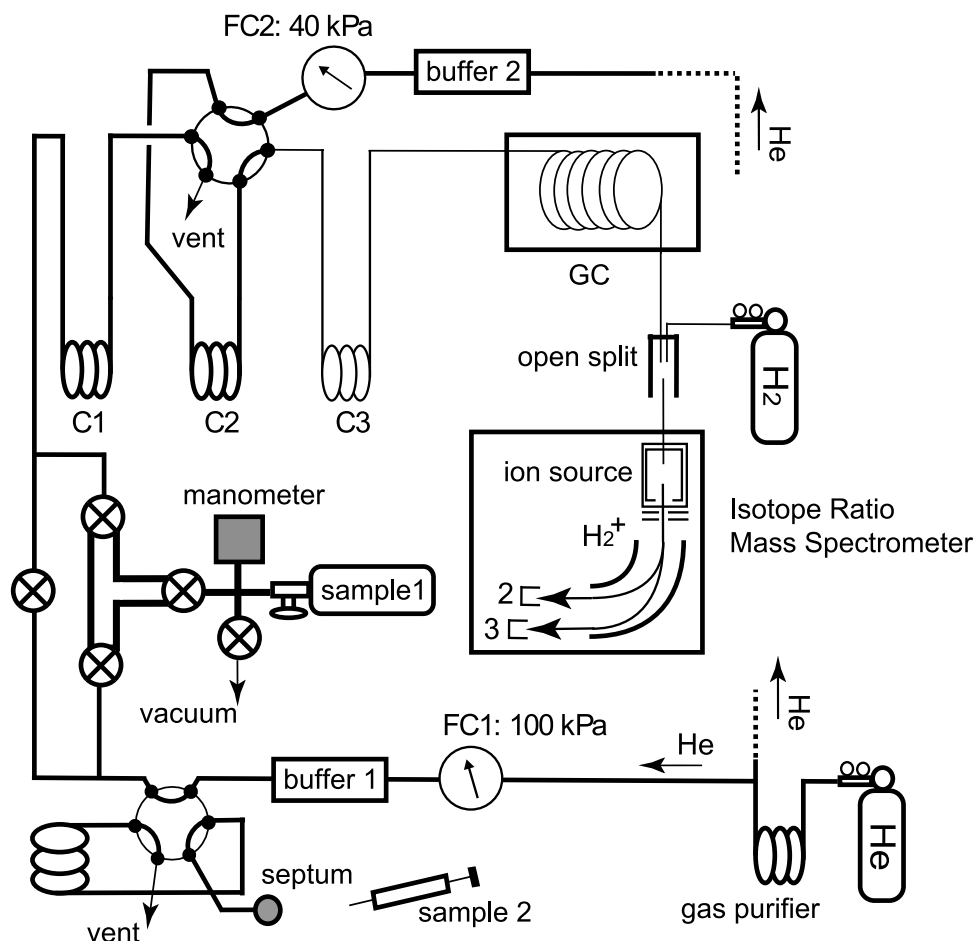 FC2: 40 kPa
buffer 2
He
vent
GC
C1
C2
C3
open split
H2
manometer
ion source
H2+
Isotope Ratio
Mass Spectrometer
sample1
2
3
vacuum
He
FC1: 100 kPa
He
buffer 1
He
septum
sample 2
gas purifier
vent